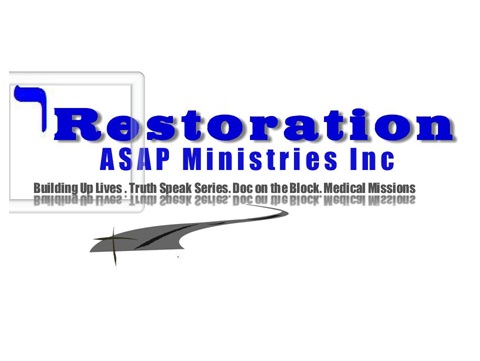 ר
Restoration
ASAP Ministries Inc
Building Up Lives . Truth Speak Series. Doc on the Block. Medical Missions